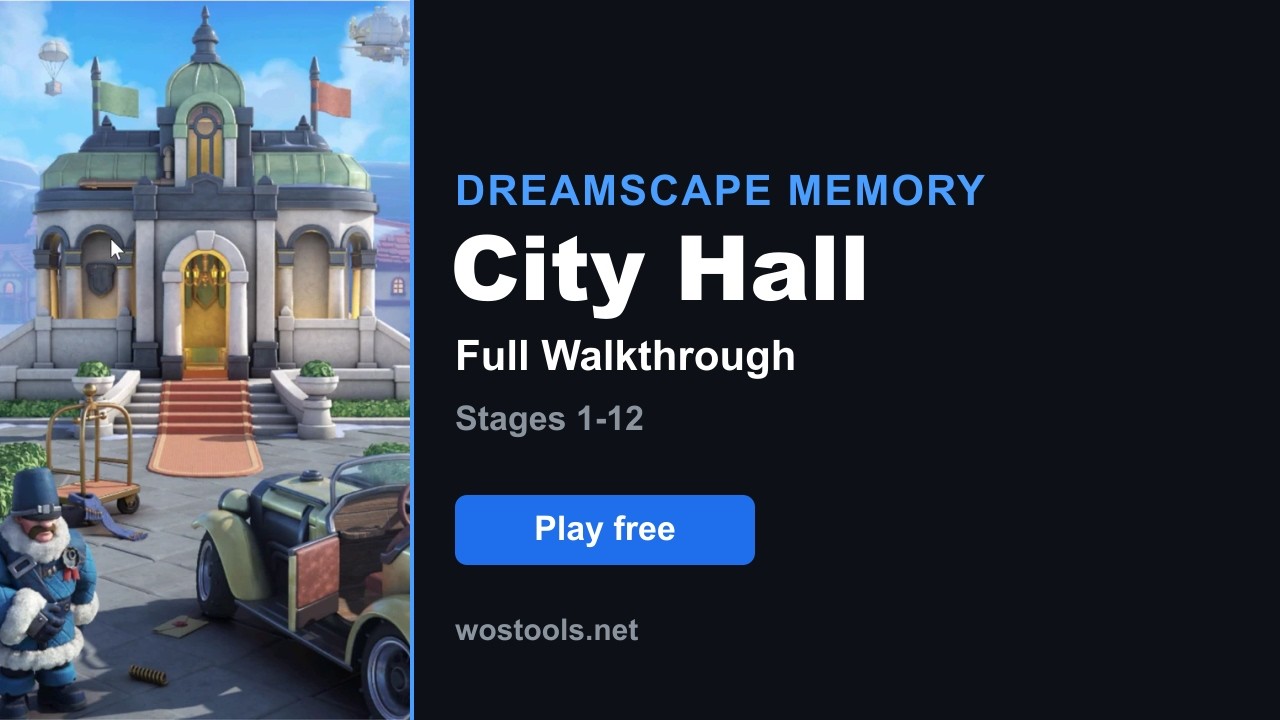 DREAMSCAPE MEMORY
City Hall
Full Walkthrough
Stages 1-12
Play free
wostools.net